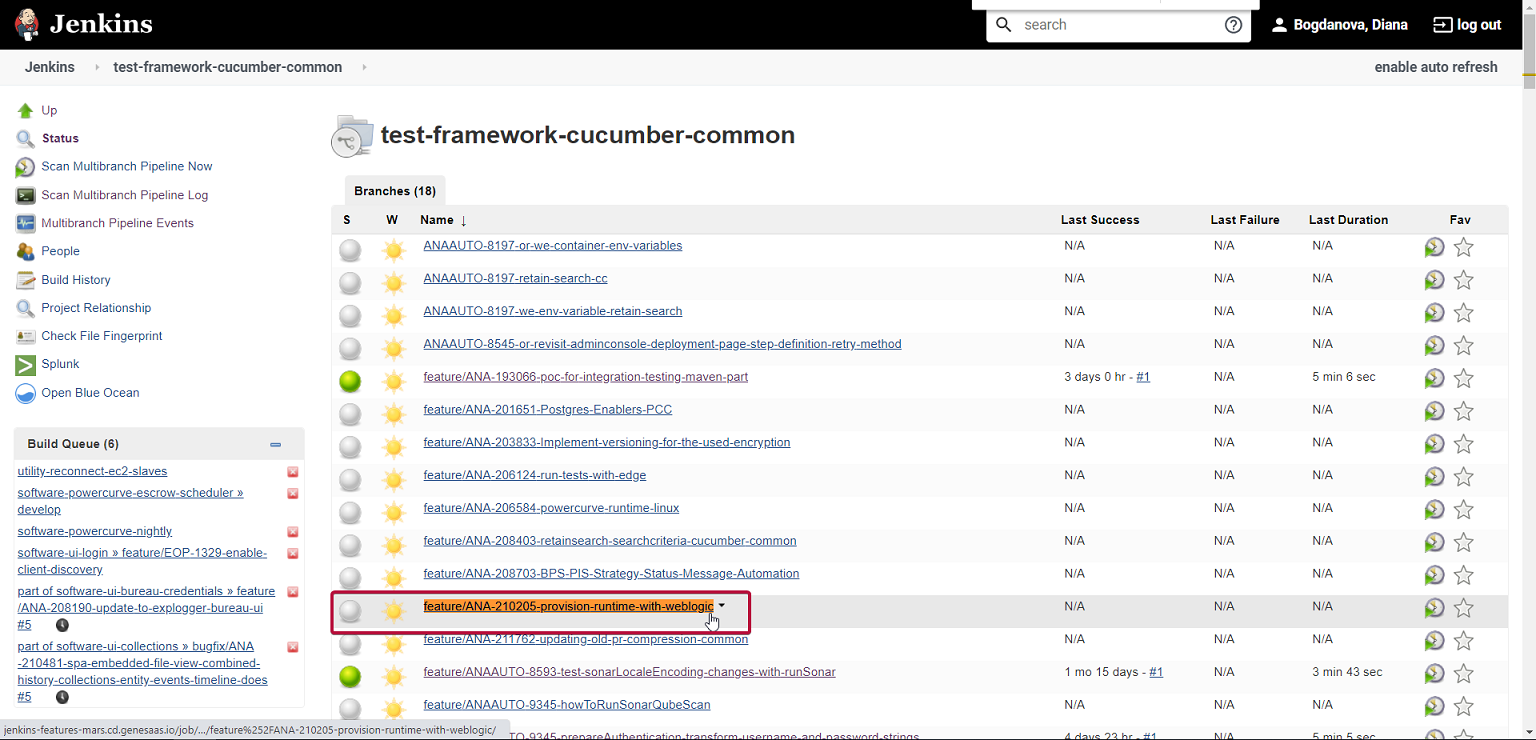 Jenkins
search
Bogdanova, Diana
log out
Jenkins
test-framework-cucumber-common
enable auto refresh
Up
Status
Scan Multibranch Pipeline Now
Scan Multibranch Pipeline Log
Multibranch Pipeline Events
People
Build History
Project Relationship
Check File Fingerprint
Splunk
Open Blue Ocean
Build Queue (6)
utility-reconnect-ec2-slaves
software-powercurve-escrow-scheduler »
develop
software-powercurve-nightly
software-ui-login » feature/EOP-1329-enable-
client-discovery
part of software-ui-bureau-credentials » feature
/ANA-208190-update-to-explogger-bureau-ui
#5
part of software-ui-collections » bugfix/ANA
-210481-spa-embedded-file-view-combined-
history-collections-entity-events-timeline-does
#5
test-framework-cucumber-common
Branches (18)
S W Name ↓ Last Success Last Failure Last Duration Fav
ANAAUTO-8197-or-we-container-env-variables N/A N/A N/A
ANAAUTO-8197-retain-search-cc N/A N/A N/A
ANAAUTO-8197-we-env-variable-retain-search N/A N/A N/A
ANAAUTO-8545-or-revisit-adminconsole-deployment-page-step-definition-retry-method N/A N/A N/A
feature/ANA-193066-poc-for-integration-testing-maven-part 3 days 0 hr - #1 N/A 5 min 6 sec
feature/ANA-201651-Postgres-Enablers-PCC N/A N/A N/A
feature/ANA-203833-Implement-versioning-for-the-used-encryption N/A N/A N/A
feature/ANA-206124-run-tests-with-edge N/A N/A N/A
feature/ANA-206584-powercurve-runtime-linux N/A N/A N/A
feature/ANA-208403-retainsearch-searchcriteria-cucumber-common N/A N/A N/A
feature/ANA-208703-BPS-PIS-Strategy-Status-Message-Automation N/A N/A N/A
feature/ANA-210205-provision-runtime-with-weblogic N/A N/A N/A
feature/ANA-211762-updating-old-pr-compression-common N/A N/A N/A
feature/ANAAUTO-8593-test-sonarLocaleEncoding-changes-with-runSonar 1 mo 15 days - #1 N/A 3 min 43 sec
feature/ANAAUTO-9345-howToRunSonarQubeScan N/A N/A N/A
TO-9345-prepareAuthentication-transform-username-and-password-strings 4 days 23 hr - #1 N/A 5 min 5 sec
jenkins-features-mars.cd.genesaas.io/job/.../feature%252FANA-210205-provision-runtime-with-weblogic/